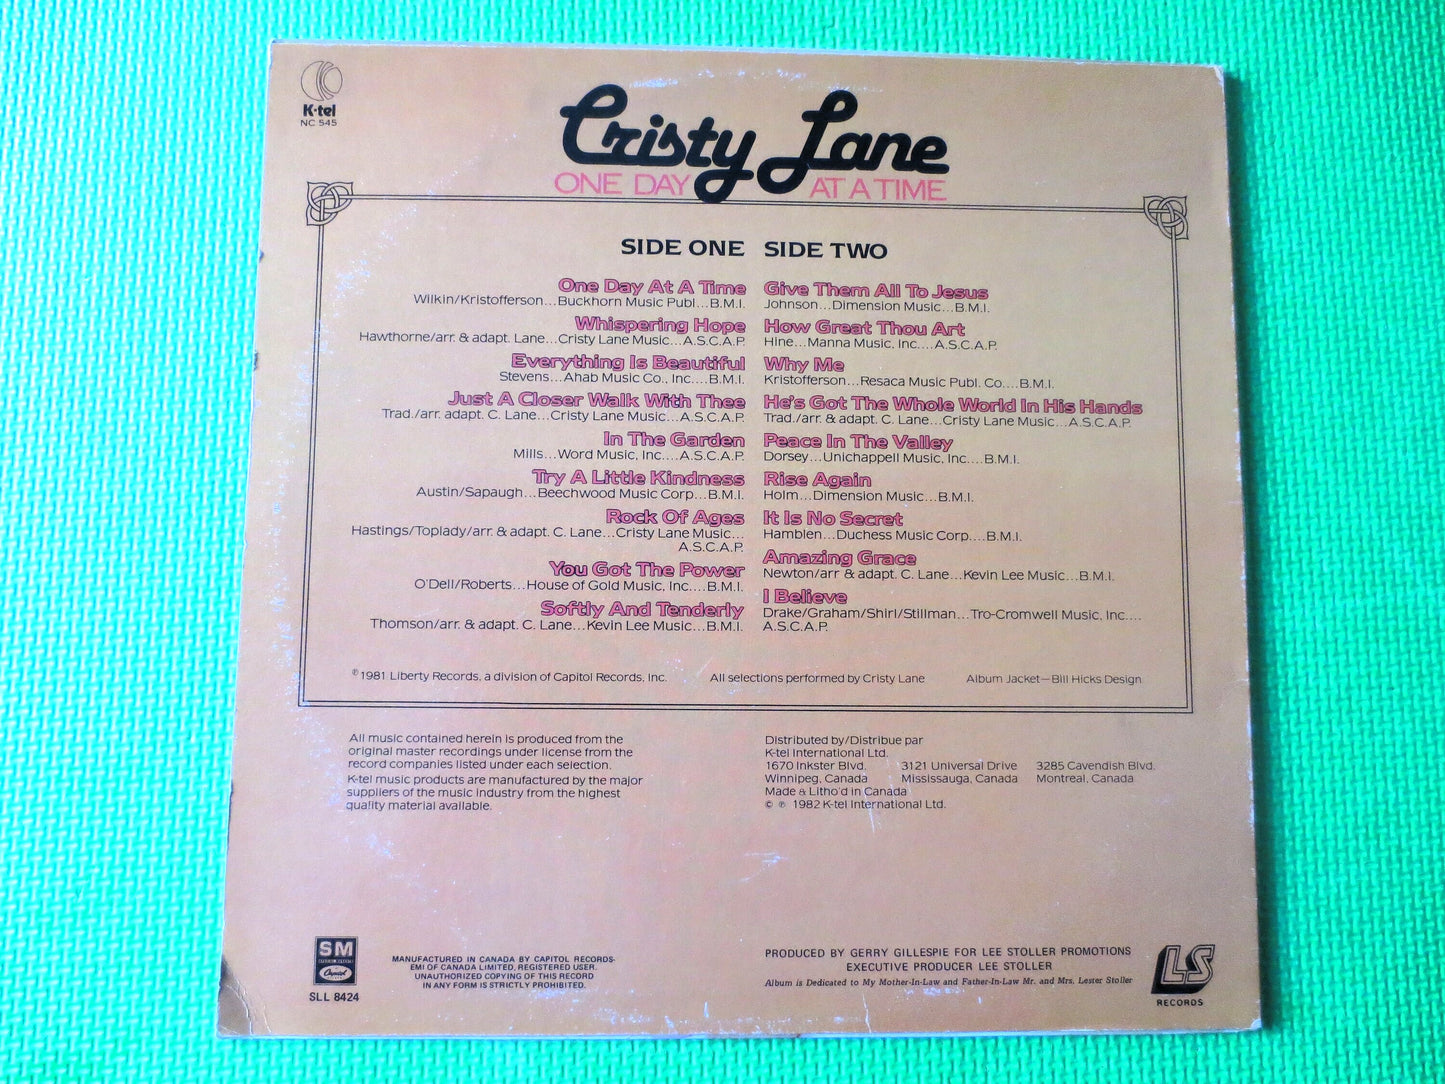 K-tel
NC 545
Cristy Lane
ONE DAY AT A TIME
SIDE ONE
One Day At A Time
Wilkin/Kristofferson...Buckhorn Music Publ...B.M.I.
Whispering Hope
Hawthorne/arr. & adapt. Lane...Cristy Lane Music...A.S.C.A.P.
Everything Is Beautiful
Stevens...Ahab Music Co., Inc....B.M.I.
Just A Closer Walk With Thee
Trad./arr. adapt. C. Lane...Cristy Lane Music...A.S.C.A.P.
In The Garden
Mills...Word Music, Inc....A.S.C.A.P.
Try A Little Kindness
Austin/Sapaugh...Beechwood Music Corp...B.M.I.
Rock Of Ages
Hastings/Toplady/arr. & adapt. C. Lane...Cristy Lane Music...
A.S.C.A.P.
You Got The Power
O'Dell/Roberts...House of Gold Music, Inc....B.M.I.
Softly And Tenderly
Thomson/arr. & adapt. C. Lane...Kevin Lee Music...B.M.I.
SIDE TWO
Give Them All To Jesus
Johnson...Dimension Music...B.M.I.
How Great Thou Art
Hine...Manna Music, Inc....A.S.C.A.P.
Why Me
Kristofferson...Resaca Music Publ. Co....B.M.I.
He's Got The Whole World In His Hands
Trad./arr. & adapt. C. Lane...Cristy Lane Music...A.S.C.A.P.
Peace In The Valley
Dorsey...Unichappell Music, Inc....B.M.I.
Rise Again
Holm...Dimension Music...B.M.I.
It Is No Secret
Hamblen...Duchess Music Corp....B.M.I.
Amazing Grace
Newton/arr & adapt. C. Lane...Kevin Lee Music...B.M.I.
I Believe
Drake/Graham/Shirl/Stillman...Tro-Cromwell Music, Inc....
A.S.C.A.P.
℗ 1981 Liberty Records, a division of Capitol Records, Inc.
All selections performed by Cristy Lane
Album Jacket—Bill Hicks Design
All music contained herein is produced from the
original master recordings under license from the
record companies listed under each selection.
K-tel music products are manufactured by the major
suppliers of the music industry from the highest
quality material available.
Distributed by/Distribue par
K-tel International Ltd.
1670 Inkster Blvd. 3121 Universal Drive 3285 Cavendish Blvd.
Winnipeg, Canada Mississauga, Canada Montreal, Canada
Made & Litho'd in Canada
© ℗ 1982 K-tel International Ltd.
SM
Capitol
SLL 8424
MANUFACTURED IN CANADA BY CAPITOL RECORDS-
EMI OF CANADA LIMITED, REGISTERED USER.
UNAUTHORIZED COPYING OF THIS RECORD
IN ANY FORM IS STRICTLY PROHIBITED.
PRODUCED BY GERRY GILLESPIE FOR LEE STOLLER PROMOTIONS
EXECUTIVE PRODUCER LEE STOLLER
Album is Dedicated to My Mother-In-Law and Father-In-Law Mr. and Mrs. Lester Stoller
LS
RECORDS